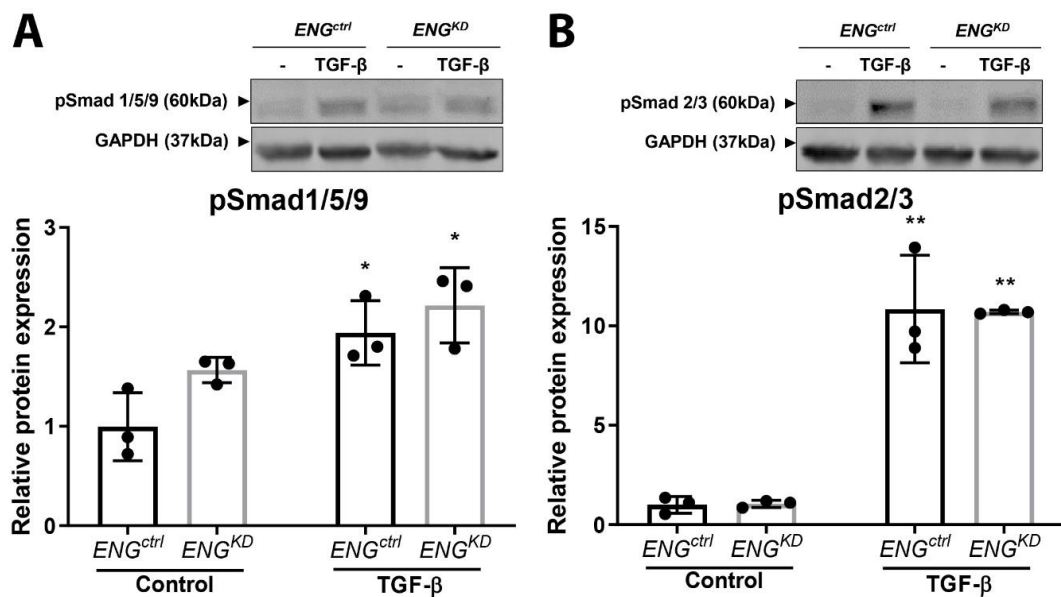 A
ENGctrl ENGKD
- TGF-β - TGF-β
pSmad 1/5/9 (60kDa)
GAPDH (37kDa)
pSmad1/5/9
Relative protein expression
3
2
1
0
* *
ENGctrl ENGKD ENGctrl ENGKD
Control TGF-β
B
ENGctrl ENGKD
- TGF-β - TGF-β
pSmad 2/3 (60kDa)
GAPDH (37kDa)
pSmad2/3
Relative protein expression
15
10
5
0
** **
ENGctrl ENGKD ENGctrl ENGKD
Control TGF-β